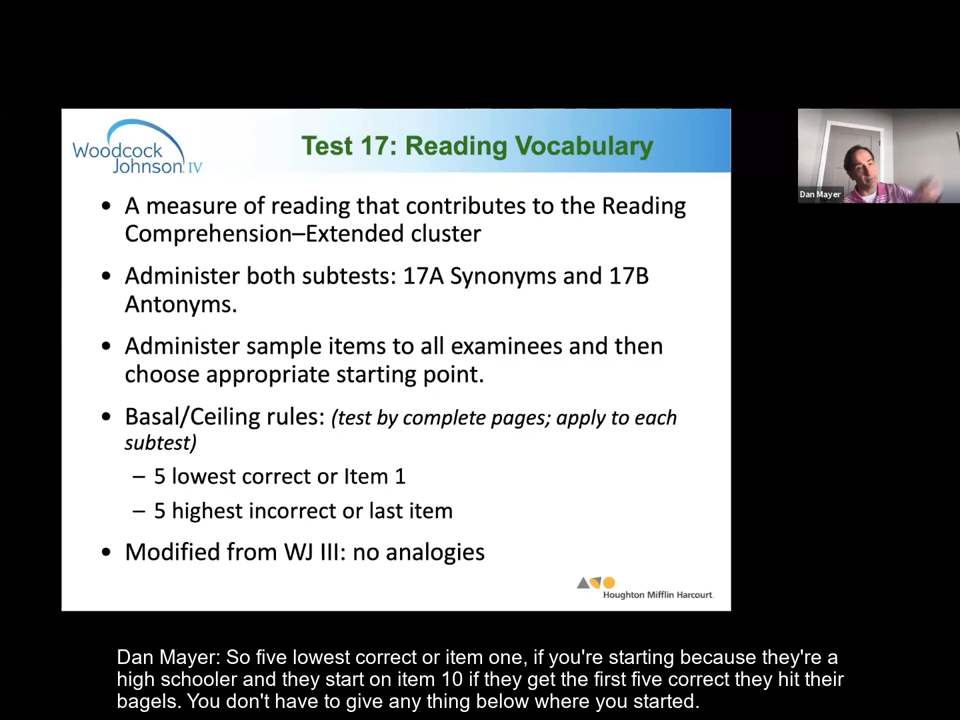 Woodcock
Johnson IV
Test 17: Reading Vocabulary
• A measure of reading that contributes to the Reading
Comprehension–Extended cluster
• Administer both subtests: 17A Synonyms and 17B
Antonyms.
• Administer sample items to all examinees and then
choose appropriate starting point.
• Basal/Ceiling rules: (test by complete pages; apply to each
subtest)
– 5 lowest correct or Item 1
– 5 highest incorrect or last item
• Modified from WJ III: no analogies
Houghton Mifflin Harcourt.
Dan Mayer
Dan Mayer: So five lowest correct or item one, if you're starting because they're a
high schooler and they start on item 10 if they get the first five correct they hit their
bagels. You don't have to give any thing below where you started.